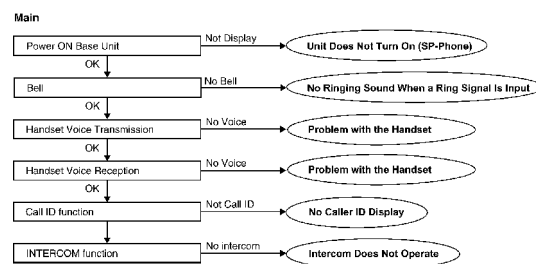 Main
Power ON Base Unit
Not Display
Unit Does Not Turn On (SP-Phone)
OK
Bell
No Bell
No Ringing Sound When a Ring Signal Is Input
OK
Handset Voice Transmission
No Voice
Problem with the Handset
OK
Handset Voice Reception
No Voice
Problem with the Handset
OK
Call ID function
Not Call ID
No Caller ID Display
INTERCOM function
No intercom
Intercom Does Not Operate